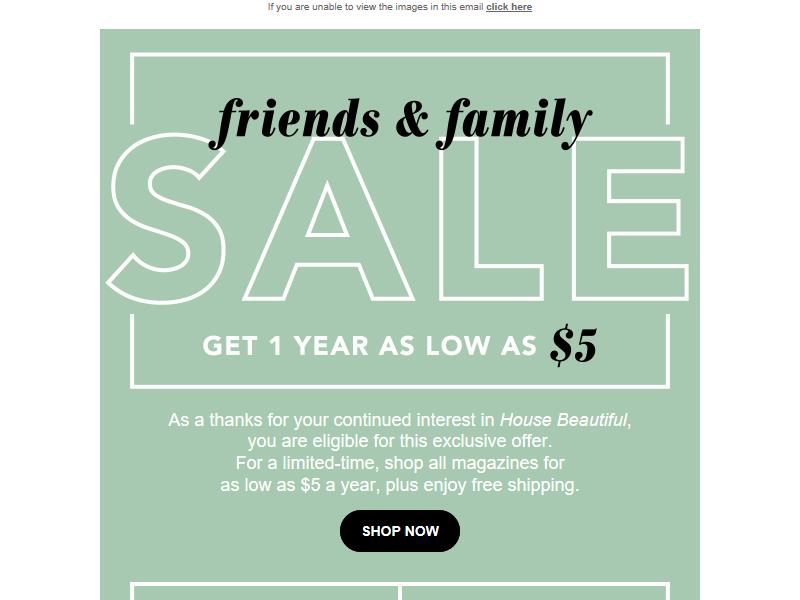 If you are unable to view the images in this email click here
friends & family
SALE
GET 1 YEAR AS LOW AS $5
As a thanks for your continued interest in House Beautiful,
you are eligible for this exclusive offer.
For a limited-time, shop all magazines for
as low as $5 a year, plus enjoy free shipping.
SHOP NOW